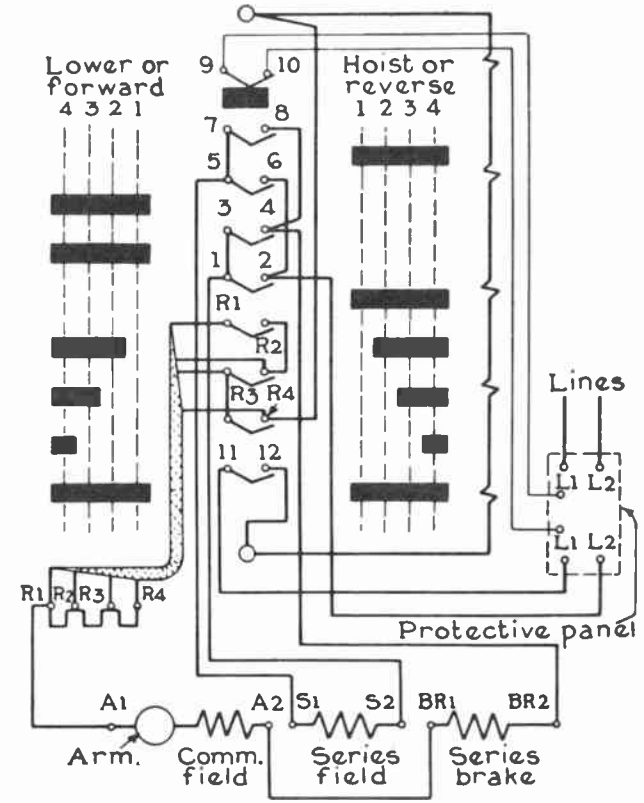 9 10
Lower or
forward
4 3 2 1
Hoist or
reverse
1 2 3 4
7 8
5 6
3 4
1 2
R1
R2
R3 R4
11 12
Lines
L1 L2
L1 L2
Protective panel
R1 R2 R3 R4
A1 A2 S1 S2 BR1 BR2
Arm. Comm.
field
Series
field
Series
brake